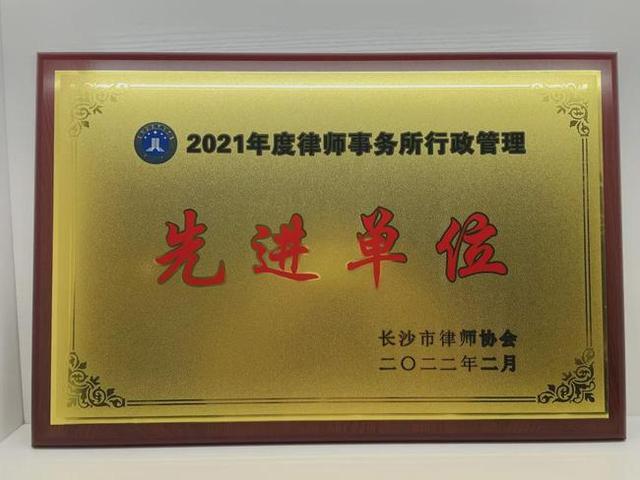 2021年度律师事务所行政管理
先进单位
长沙市律师协会
二〇二二年二月